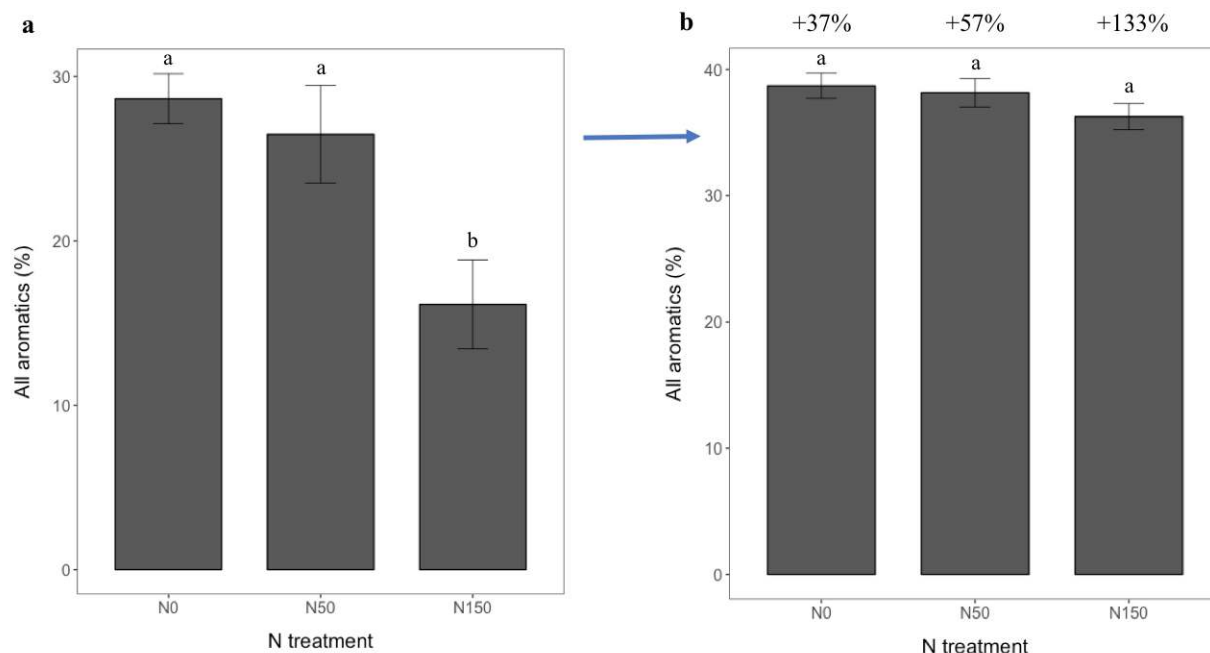 a
30
20
10
0
All aromatics (%)
a
a
b
N0
N50
N150
N treatment
b
+37%
+57%
+133%
40
30
20
10
0
All aromatics (%)
a
a
a
N0
N50
N150
N treatment